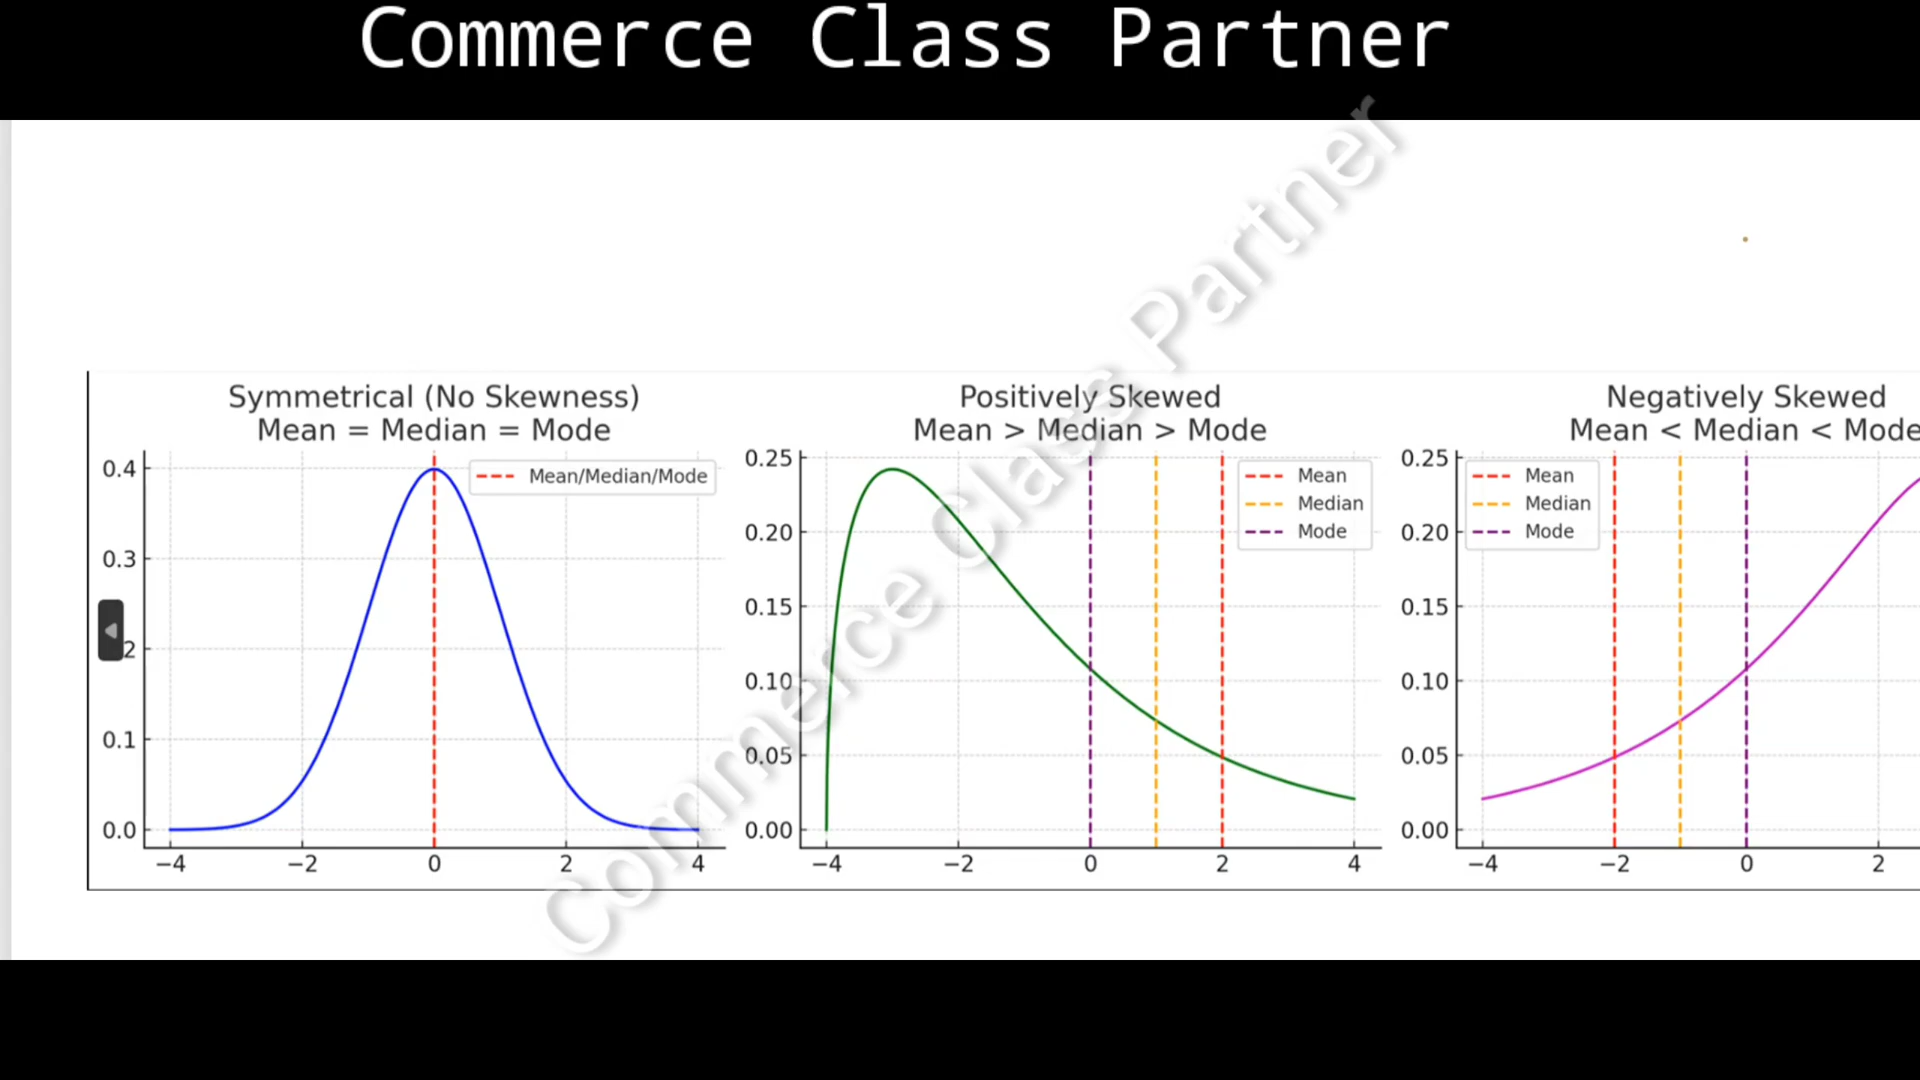 Commerce Class Partner
Commerce Class Partner
Symmetrical (No Skewness)
Mean = Median = Mode
Mean/Median/Mode
0.4
0.3
2
0.1
0.0
−4 −2 0 2 4
Positively Skewed
Mean > Median > Mode
Mean
Median
Mode
0.25
0.20
0.15
0.10
0.05
0.00
−4 −2 0 2 4
Negatively Skewed
Mean < Median < Mode
Mean
Median
Mode
0.25
0.20
0.15
0.10
0.05
0.00
−4 −2 0 2